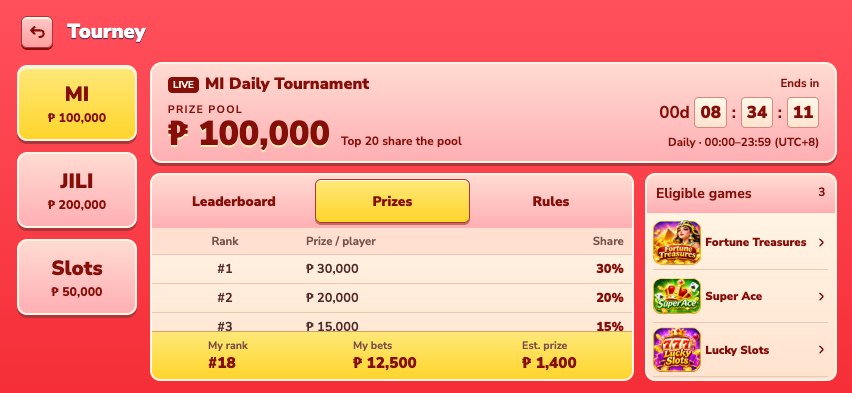 Tourney
MI
₱ 100,000
JILI
₱ 200,000
Slots
₱ 50,000
LIVE MI Daily Tournament
PRIZE POOL
₱ 100,000 Top 20 share the pool
Ends in
00d 08 : 34 : 11
Daily · 00:00–23:59 (UTC+8)
Leaderboard Prizes Rules
Rank Prize / player Share
#1 ₱ 30,000 30%
#2 ₱ 20,000 20%
#3 ₱ 15,000 15%
My rank My bets Est. prize
#18 ₱ 12,500 ₱ 1,400
Eligible games 3
Fortune Treasures Fortune Treasures
Super Ace Super Ace
777 Lucky Slots Lucky Slots